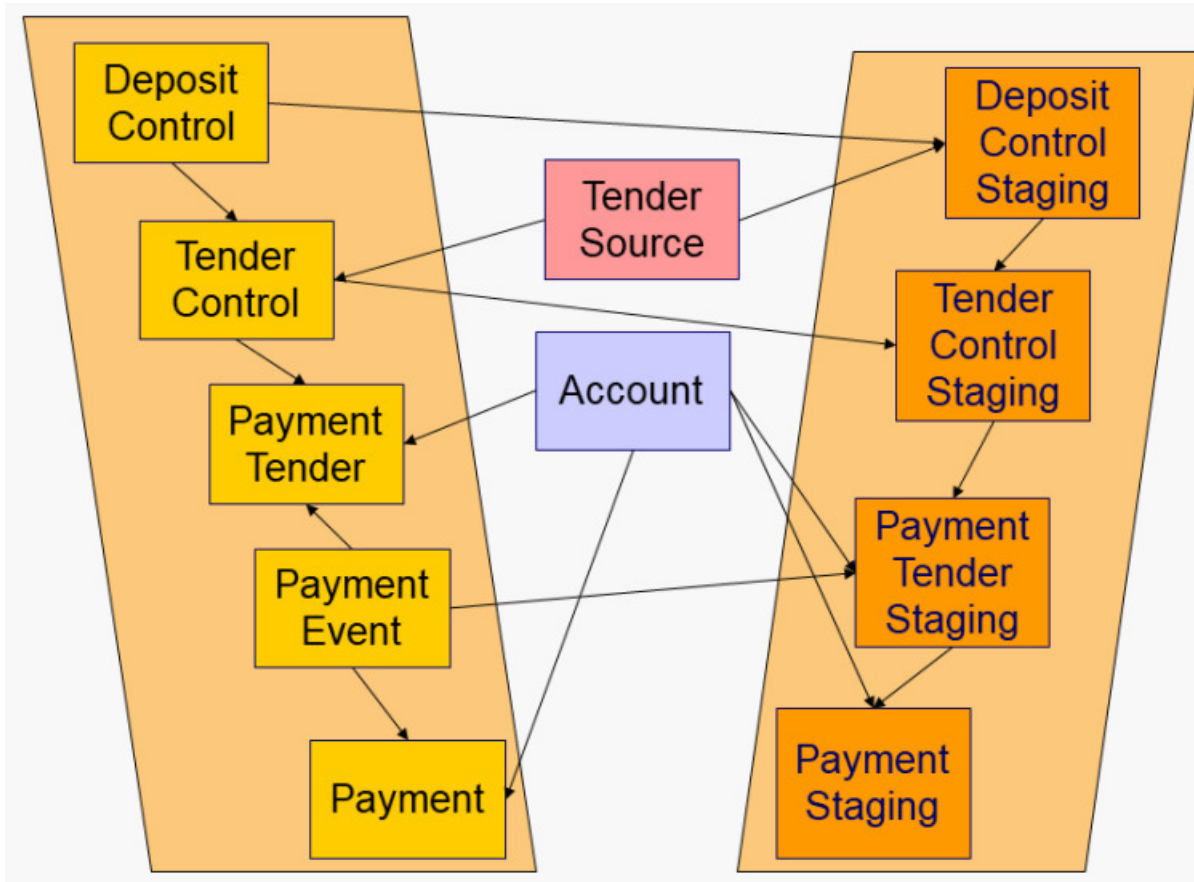 Deposit
Control
Tender
Control
Payment
Tender
Payment
Event
Payment
Tender
Source
Account
Deposit
Control
Staging
Tender
Control
Staging
Payment
Tender
Staging
Payment
Staging